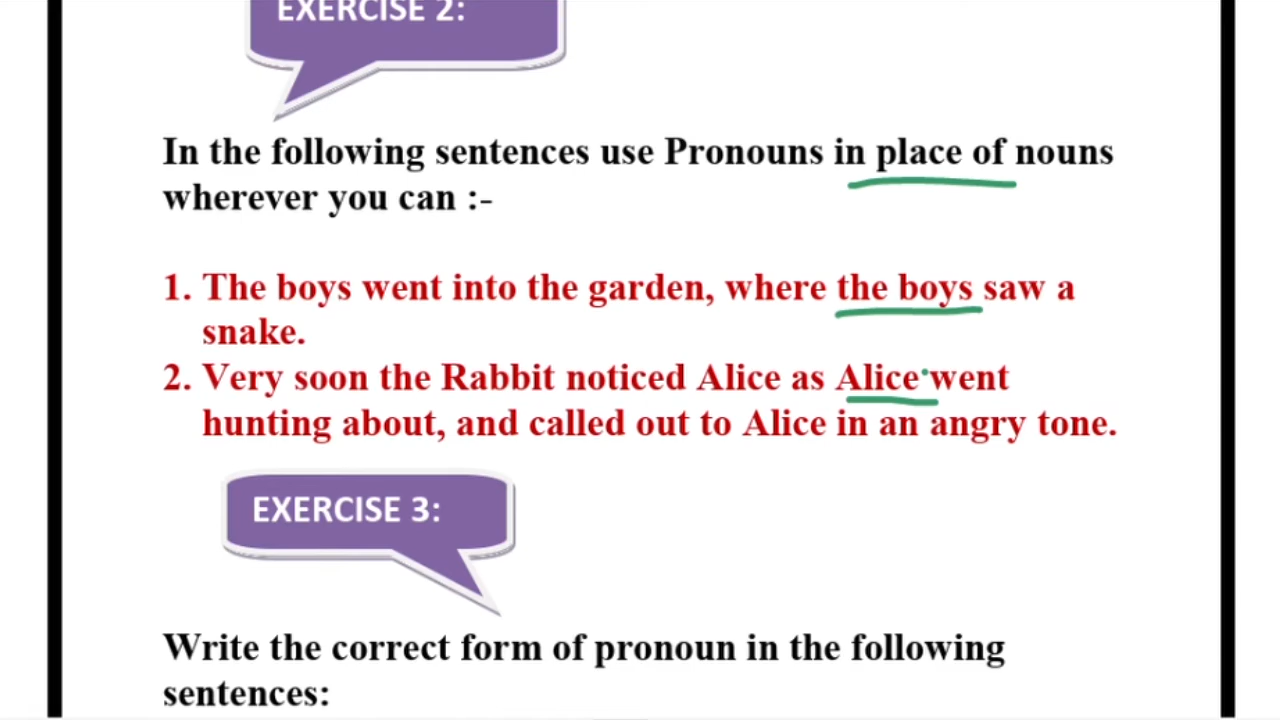 EXERCISE 2:
In the following sentences use Pronouns in place of nouns
wherever you can :-
1. The boys went into the garden, where the boys saw a
snake.
2. Very soon the Rabbit noticed Alice as Alice went
hunting about, and called out to Alice in an angry tone.
EXERCISE 3:
Write the correct form of pronoun in the following
sentences: